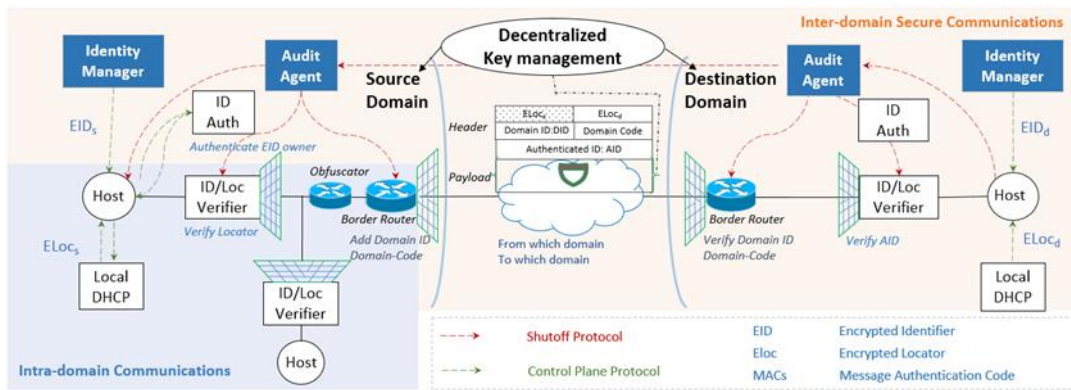 Inter-domain Secure Communications
Identity
Manager
Audit
Agent
Decentralized
Key management
Source
Domain
Destination
Domain
Audit
Agent
Identity
Manager
EIDs
ID
Auth
Authenticate EID owner
Header
ELocs
ELocd
Domain ID:DID
Domain Code
Authenticated ID: AID
Payload
ID
Auth
EIDd
Host
ID/Loc
Verifier
Verify Locator
Obfuscator
Border Router
Add Domain ID
Domain-Code
From which domain
To which domain
Border Router
Verify Domain ID
Domain-Code
ID/Loc
Verifier
Verify AID
Host
ELocs
Local
DHCP
ID/Loc
Verifier
Host
ELocd
Local
DHCP
Intra-domain Communications
Shutoff Protocol
Control Plane Protocol
EID Encrypted Identifier
Eloc Encrypted Locator
MACs Message Authentication Code